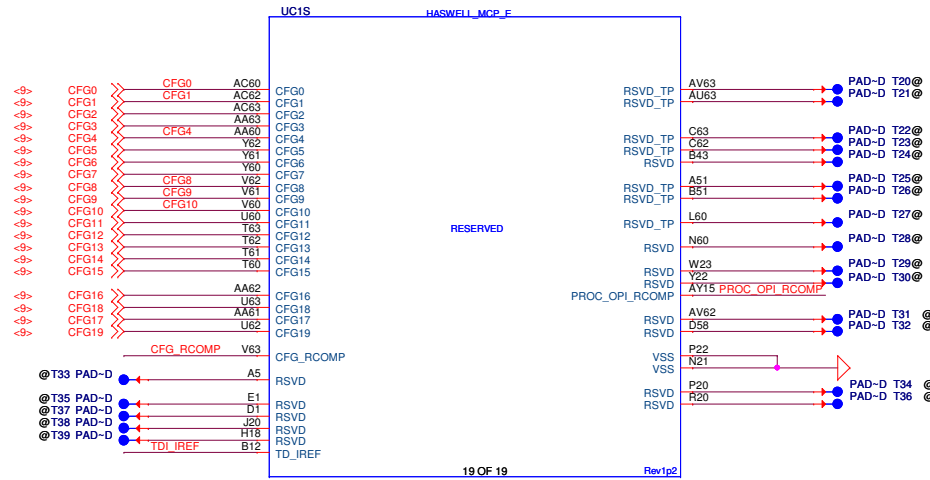 UC1S HASWELL_MCP_E
<9> CFG0 CFG0 AC60 CFG0 RSVD_TP AV63 PAD~D T20@
<9> CFG1 CFG1 AC62 CFG1 RSVD_TP AU63 PAD~D T21@
<9> CFG2 AC63 CFG2
<9> CFG3 AA63 CFG3
<9> CFG4 CFG4 AA60 CFG4 RSVD_TP C63 PAD~D T22@
<9> CFG5 Y62 CFG5 RSVD_TP C62 PAD~D T23@
<9> CFG6 Y61 CFG6 RSVD B43 PAD~D T24@
<9> CFG7 Y60 CFG7
<9> CFG8 CFG8 V62 CFG8 RSVD_TP A51 PAD~D T25@
<9> CFG9 CFG9 V61 CFG9 RSVD_TP B51 PAD~D T26@
<9> CFG10 CFG10 V60 CFG10
<9> CFG11 U60 CFG11 RSVD_TP L60 PAD~D T27@
RESERVED
<9> CFG12 T63 CFG12
<9> CFG13 T62 CFG13 RSVD N60 PAD~D T28@
<9> CFG14 T61 CFG14
<9> CFG15 T60 CFG15 RSVD W23 PAD~D T29@
RSVD Y22 PAD~D T30@
<9> CFG16 AA62 CFG16 PROC_OPI_RCOMP AY15 PROC_OPI_RCOMP
<9> CFG18 U63 CFG18
<9> CFG17 AA61 CFG17 RSVD AV62 PAD~D T31 @
<9> CFG19 U62 CFG19 RSVD D58 PAD~D T32 @
CFG_RCOMP V63 CFG_RCOMP VSS P22
VSS N21
@T33 PAD~D A5 RSVD
RSVD P20 PAD~D T34 @
@T35 PAD~D E1 RSVD RSVD R20 PAD~D T36 @
@T37 PAD~D D1 RSVD
@T38 PAD~D J20 RSVD
@T39 PAD~D H18 RSVD
TDI_IREF B12 TD_IREF
19 OF 19 Rev1p2